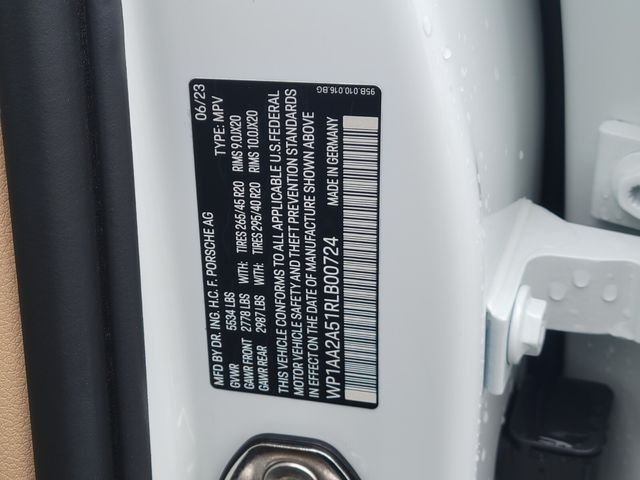 MFD BY DR. ING. H.C. F. PORSCHE AG 06/23
GVWR 5534 LBS TYPE: MPV
GAWR FRONT 2778 LBS WITH: TIRES 265/45 R20 RIMS 9.0JX20
GAWR REAR 2987 LBS WITH: TIRES 295/40 R20 RIMS 10.0JX20
THIS VEHICLE CONFORMS TO ALL APPLICABLE U.S.FEDERAL
MOTOR VEHICLE SAFETY AND THEFT PREVENTION STANDARDS
IN EFFECT ON THE DATE OF MANUFACTURE SHOWN ABOVE
WP1AA2A51RLB00724 MADE IN GERMANY
95B.010.016.BG